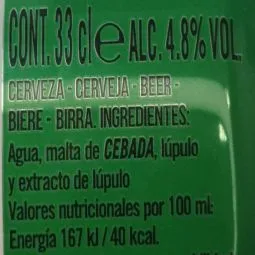 CONT. 33 cl e ALC. 4.8% VOL.
CERVEZA - CERVEJA - BEER -
BIERE - BIRRA. INGREDIENTES:
Agua, malta de CEBADA, lúpulo
y extracto de lúpulo
Valores nutricionales por 100 ml:
Energía 167 kJ / 40 kcal.